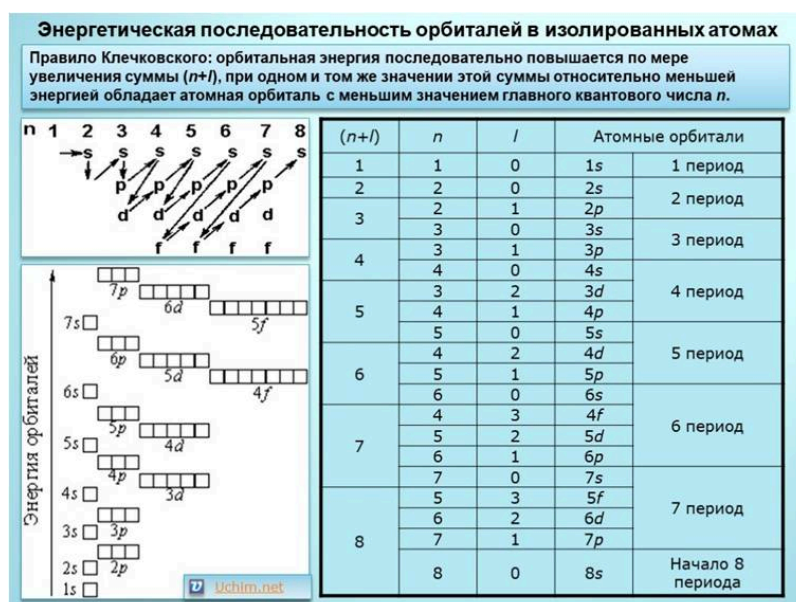 Энергетическая последовательность орбиталей в изолированных атомах
Правило Клечковского: орбитальная энергия последовательно повышается по мере
увеличения суммы (n+l), при одном и том же значении этой суммы относительно меньшей
энергией обладает атомная орбиталь с меньшим значением главного квантового числа n.
n 1 2 3 4 5 6 7 8
s s s s s s s
p p p p p
d d d d d
f f f f
7p
6d
5f
7s
6p
5d
4f
6s
5p
4d
5s
4p
3d
4s
3p
3s
2p
2s
1s
Энергия орбиталей
Uchim.net
(n+l) n l Атомные орбитали
1 1 0 1s 1 период
2 2 0 2s 2 период
3 2 1 2p
3 0 3s 3 период
4 3 1 3p
4 0 4s 4 период
5 3 2 3d
4 1 4p
5 0 5s 5 период
6 4 2 4d
5 1 5p
6 0 6s 6 период
7 4 3 4f
5 2 5d
6 1 6p
7 0 7s 7 период
8 5 3 5f
6 2 6d
7 1 7p
8 0 8s Начало 8
периода